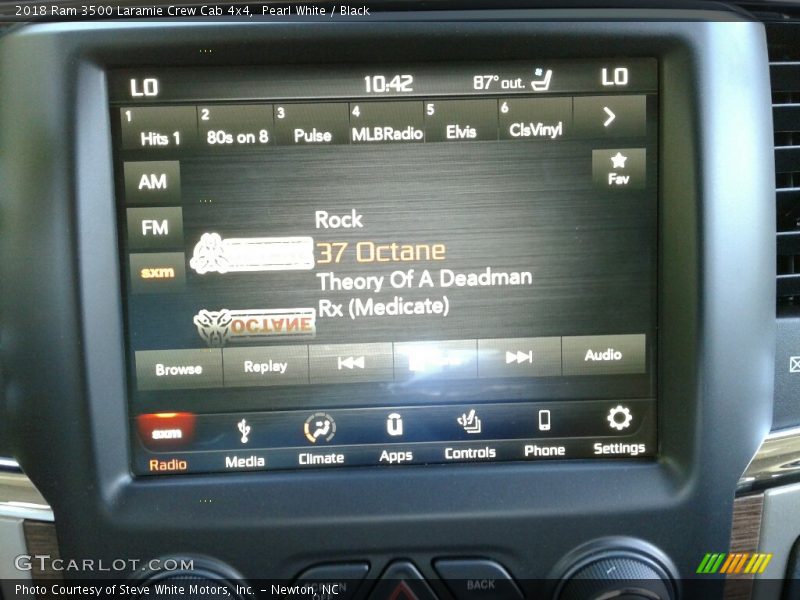 2018 Ram 3500 Laramie Crew Cab 4x4,  Pearl White / Black
LO 10:42 87° out. LO
1 Hits 1 2 80s on 8 3 Pulse 4 MLBRadio 5 Elvis 6 ClsVinyl
AM
Fav
FM
sxm
Rock
37 Octane
Theory Of A Deadman
Rx (Medicate)
OCTANE
Browse Replay Audio
sxm
Radio Media Climate Apps Controls Phone Settings
GTCARLOT.COM
SCREEN OFF BACK
Photo Courtesy of Steve White Motors, Inc. – Newton, NC